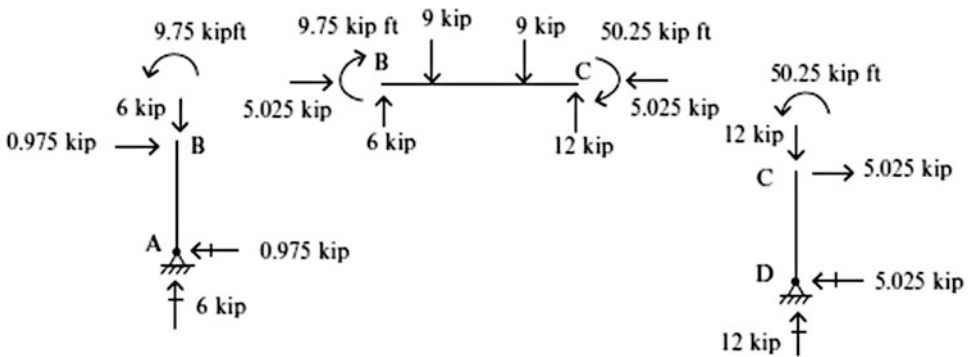 9.75 kipft
6 kip
0.975 kip
B
A
0.975 kip
6 kip
9.75 kip ft
9 kip
9 kip
50.25 kip ft
B
C
5.025 kip
5.025 kip
6 kip
12 kip
50.25 kip ft
12 kip
C
5.025 kip
D
5.025 kip
12 kip